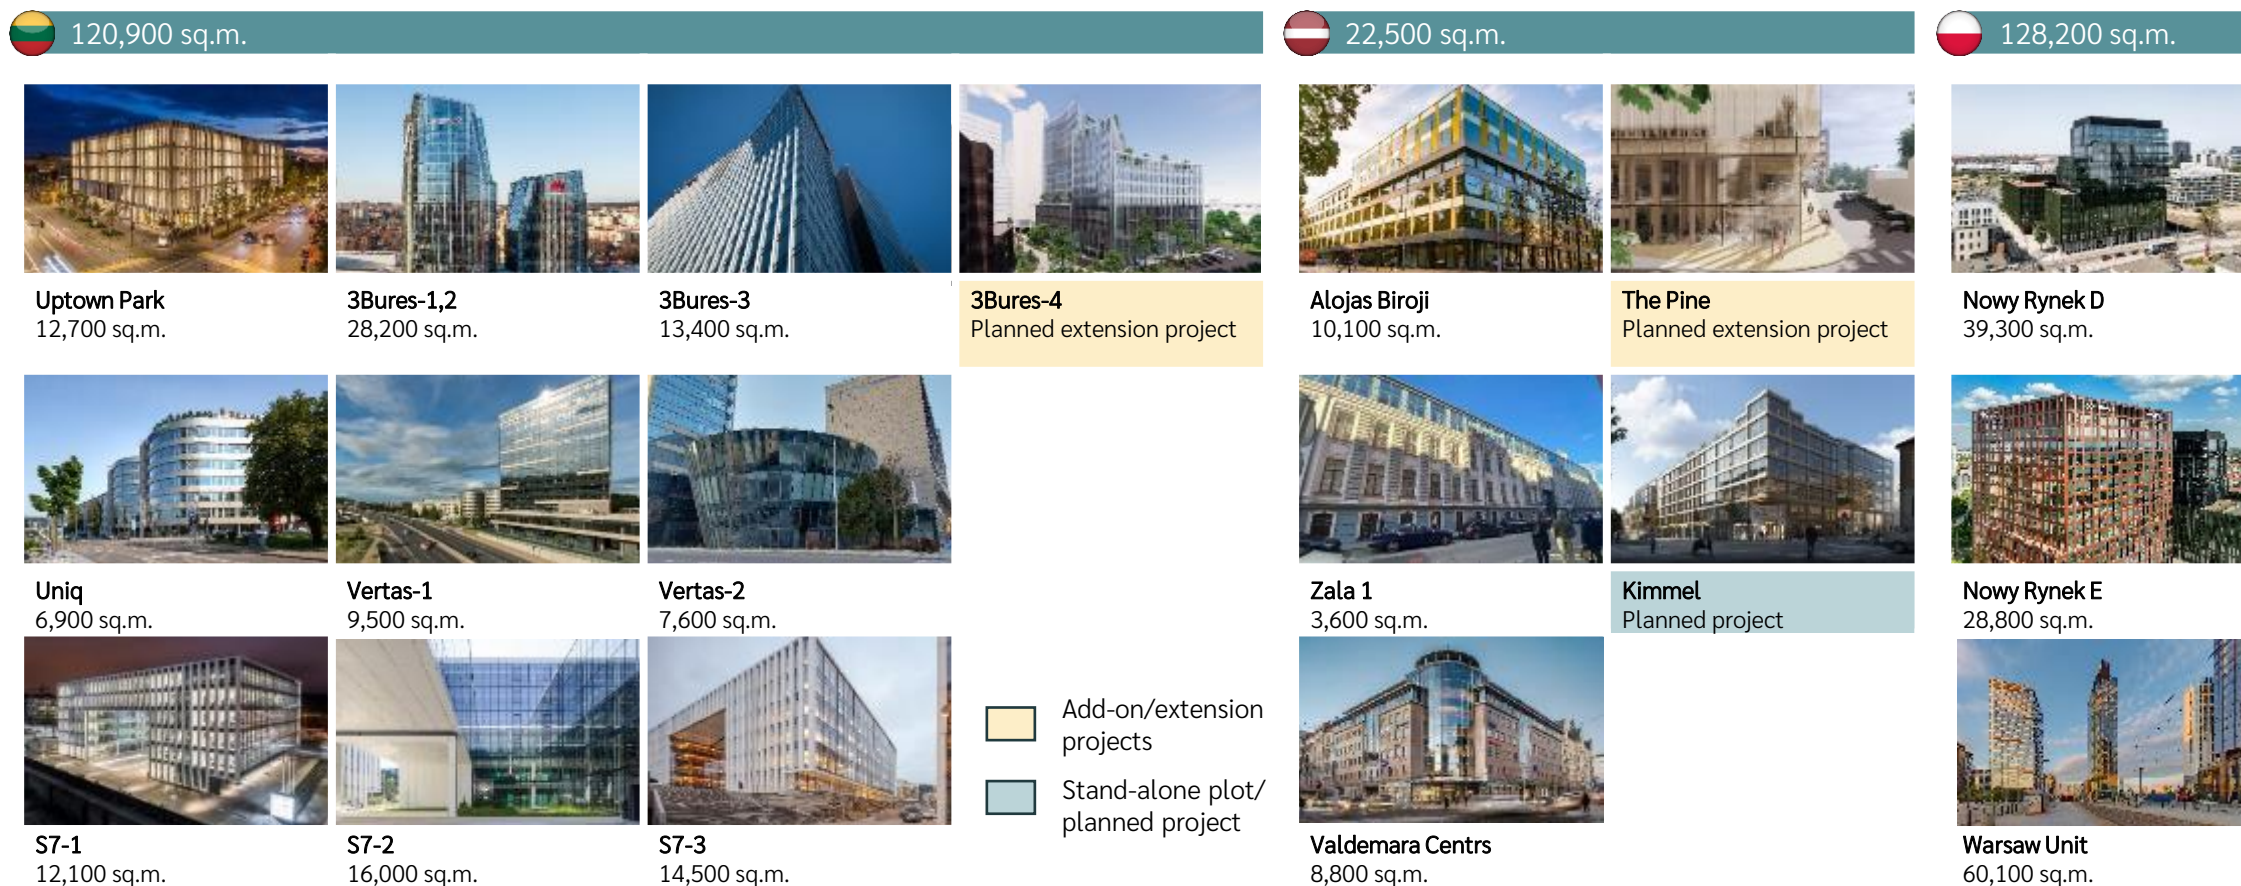 120,900 sq.m.
22,500 sq.m.
128,200 sq.m.
Uptown Park
12,700 sq.m.
3Bures-1,2
28,200 sq.m.
3Bures-3
13,400 sq.m.
3Bures-4
Planned extension project
Alojas Biroji
10,100 sq.m.
The Pine
Planned extension project
Nowy Rynek D
39,300 sq.m.
Uniq
6,900 sq.m.
Vertas-1
9,500 sq.m.
Vertas-2
7,600 sq.m.
Zala 1
3,600 sq.m.
Kimmel
Planned project
Nowy Rynek E
28,800 sq.m.
Add-on/extension
projects
Stand-alone plot/
planned project
S7-1
12,100 sq.m.
S7-2
16,000 sq.m.
S7-3
14,500 sq.m.
Valdemara Centrs
8,800 sq.m.
Warsaw Unit
60,100 sq.m.